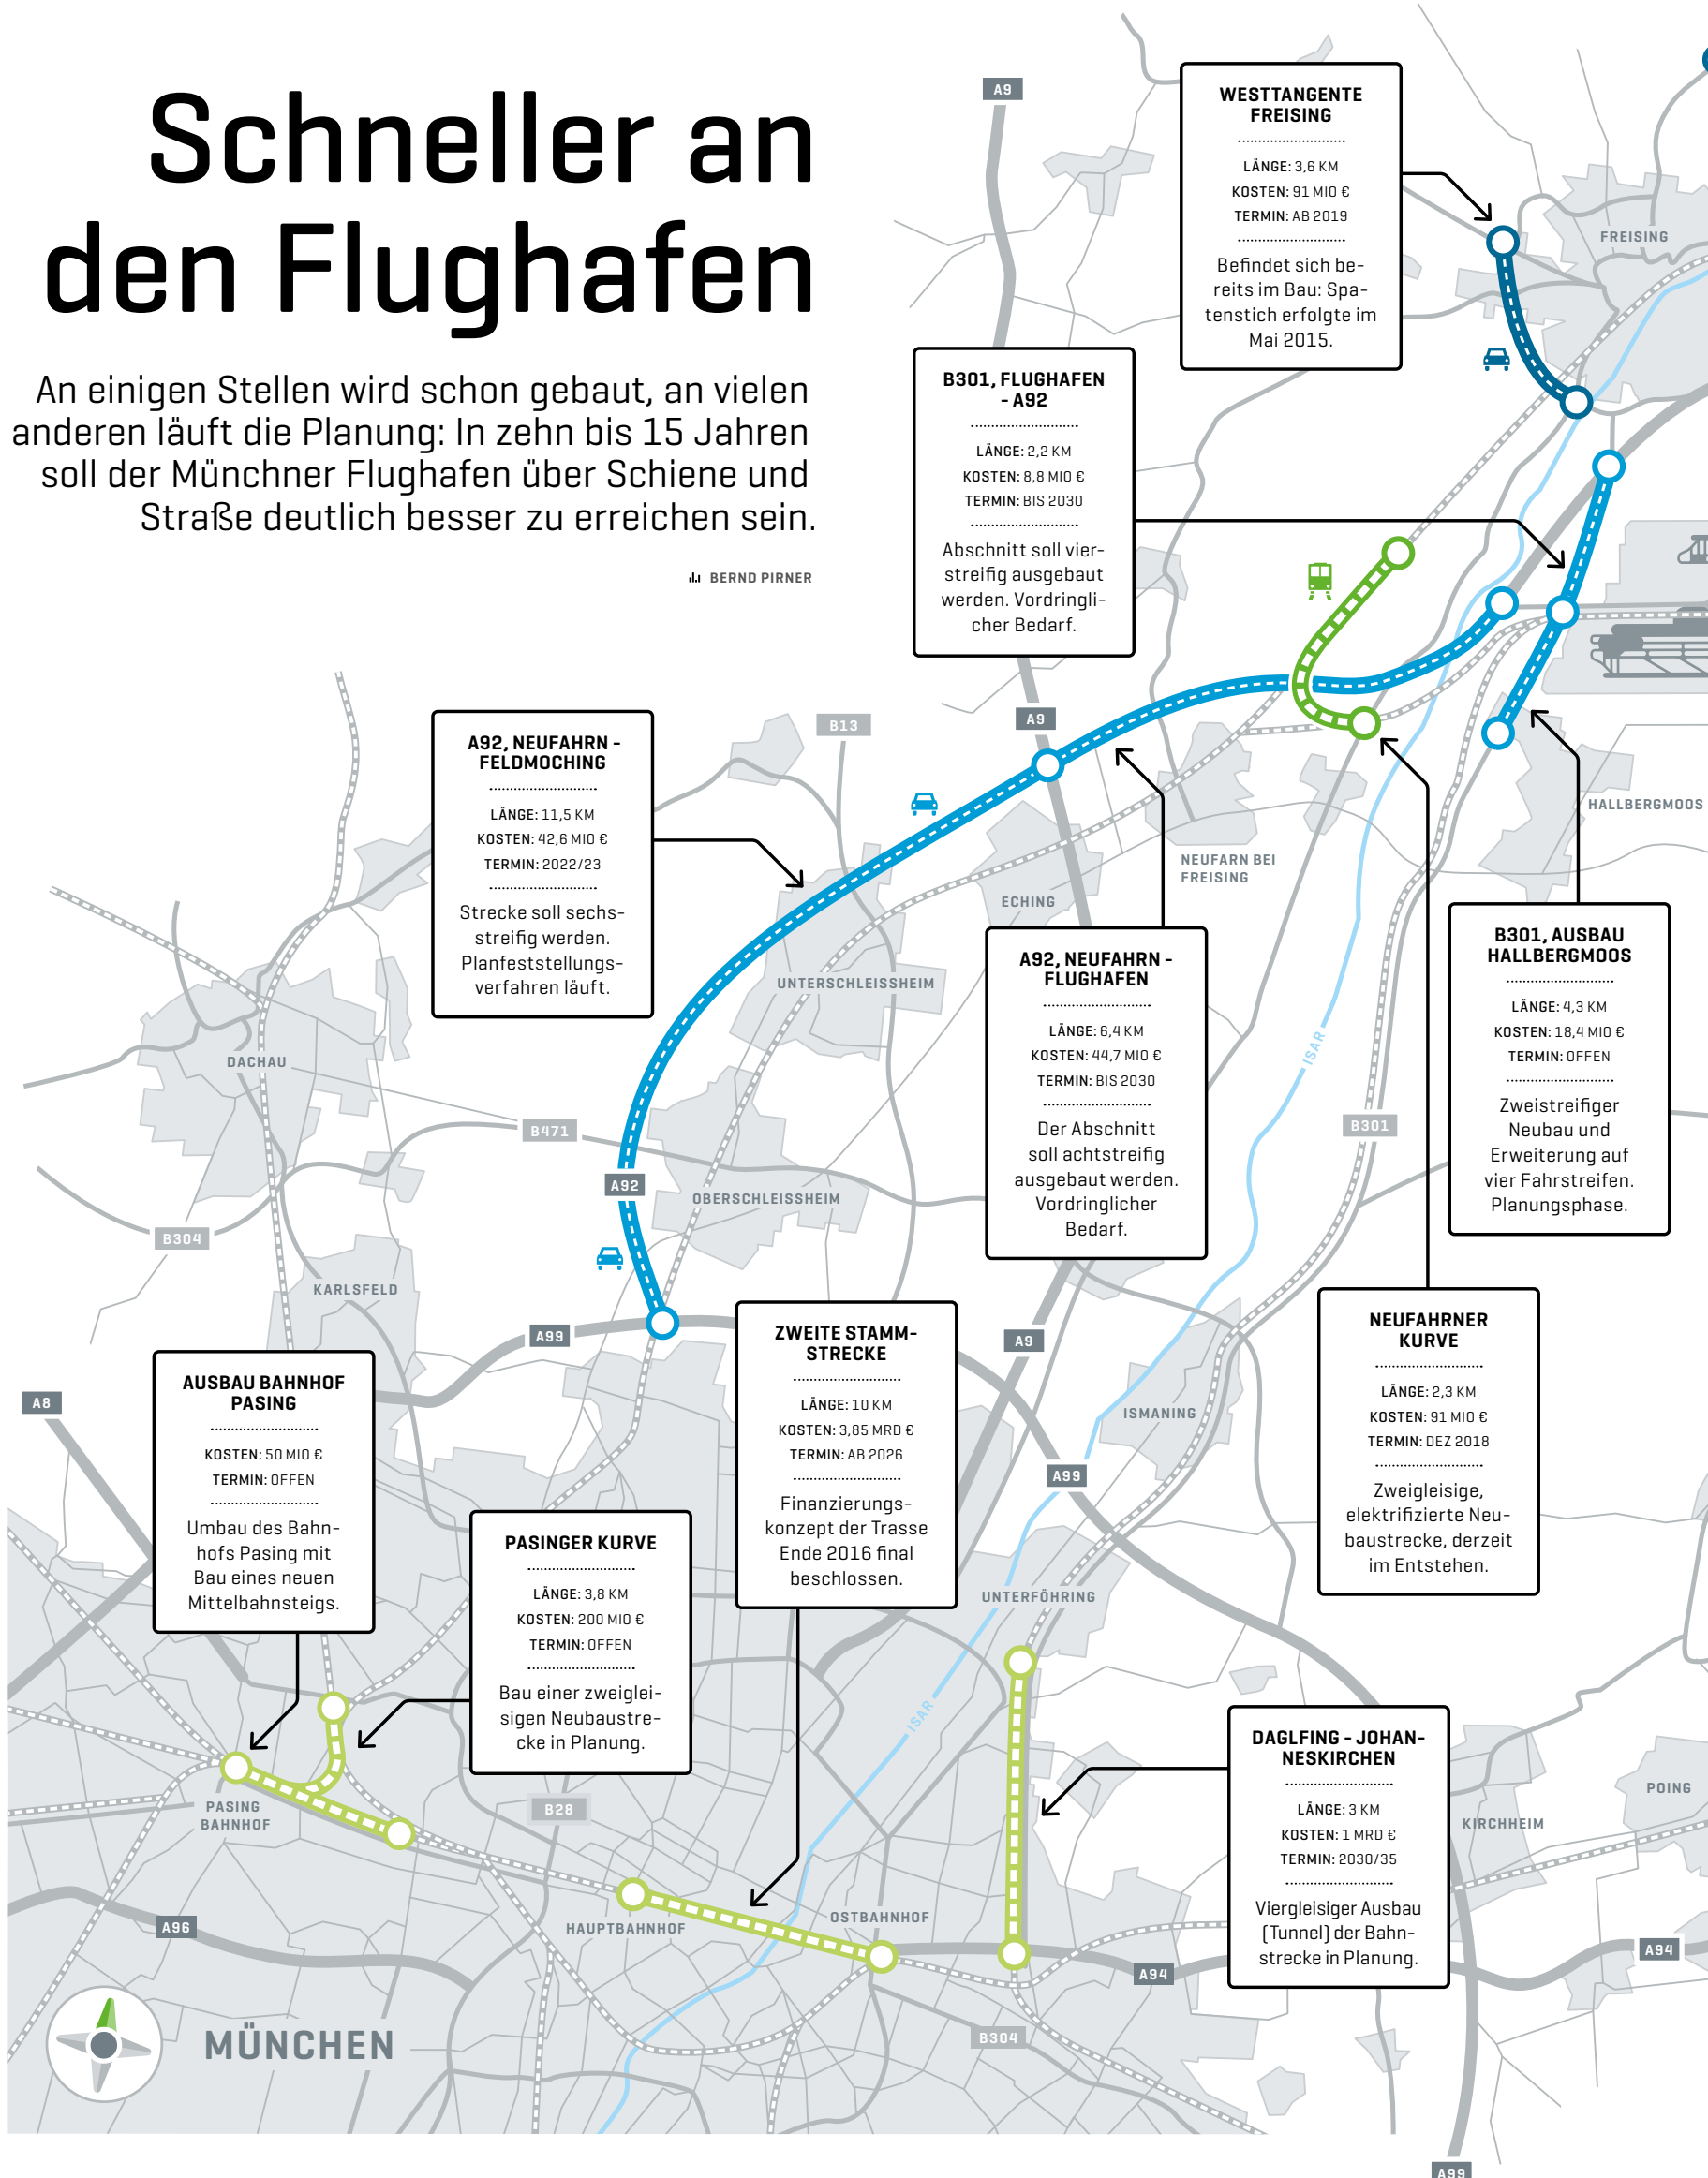 Schneller an
den Flughafen
An einigen Stellen wird schon gebaut, an vielen
anderen läuft die Planung: In zehn bis 15 Jahren
soll der Münchner Flughafen über Schiene und
Straße deutlich besser zu erreichen sein.
BERND PIRNER
A9
WESTTANGENTE
FREISING
LÄNGE: 3,6 KM
KOSTEN: 91 MIO €
TERMIN: AB 2019
Befindet sich be-
reits im Bau: Spa-
tenstich erfolgte im
Mai 2015.
FREISING
B301, FLUGHAFEN
- A92
LÄNGE: 2,2 KM
KOSTEN: 8,8 MIO €
TERMIN: BIS 2030
Abschnitt soll vier-
streifig ausgebaut
werden. Vordringli-
cher Bedarf.
A92, NEUFAHRN -
FELDMOCHING
LÄNGE: 11,5 KM
KOSTEN: 42,6 MIO €
TERMIN: 2022/23
Strecke soll sechs-
streifig werden.
Planfeststellungs-
verfahren läuft.
B13
A9
HALLBERGMOOS
NEUFARN BEI
FREISING
ECHING
UNTERSCHLEISSHEIM
A92, NEUFAHRN -
FLUGHAFEN
LÄNGE: 6,4 KM
KOSTEN: 44,7 MIO €
TERMIN: BIS 2030
Der Abschnitt
soll achtstreifig
ausgebaut werden.
Vordringlicher
Bedarf.
B301, AUSBAU
HALLBERGMOOS
LÄNGE: 4,3 KM
KOSTEN: 18,4 MIO €
TERMIN: OFFEN
Zweistreifiger
Neubau und
Erweiterung auf
vier Fahrstreifen.
Planungsphase.
ISAR
DACHAU
B471
B301
A92
OBERSCHLEISSHEIM
B304
KARLSFELD
A99
A9
A8
AUSBAU BAHNHOF
PASING
KOSTEN: 50 MIO €
TERMIN: OFFEN
Umbau des Bahn-
hofs Pasing mit
Bau eines neuen
Mittelbahnsteigs.
ZWEITE STAMM-
STRECKE
LÄNGE: 10 KM
KOSTEN: 3,85 MRD €
TERMIN: AB 2026
Finanzierungs-
konzept der Trasse
Ende 2016 final
beschlossen.
NEUFAHRNER
KURVE
LÄNGE: 2,3 KM
KOSTEN: 91 MIO €
TERMIN: DEZ 2018
Zweigleisige,
elektrifizierte Neu-
baustrecke, derzeit
im Entstehen.
ISMANING
A99
PASINGER KURVE
LÄNGE: 3,8 KM
KOSTEN: 200 MIO €
TERMIN: OFFEN
Bau einer zweiglei-
sigen Neubaustre-
cke in Planung.
UNTERFÖHRING
ISAR
DAGLFING - JOHAN-
NESKIRCHEN
LÄNGE: 3 KM
KOSTEN: 1 MRD €
TERMIN: 2030/35
Viergleisiger Ausbau
(Tunnel) der Bahn-
strecke in Planung.
POING
KIRCHHEIM
PASING
BAHNHOF
B28
HAUPTBAHNHOF
OSTBAHNHOF
A96
A94
A94
B304
MÜNCHEN
A99